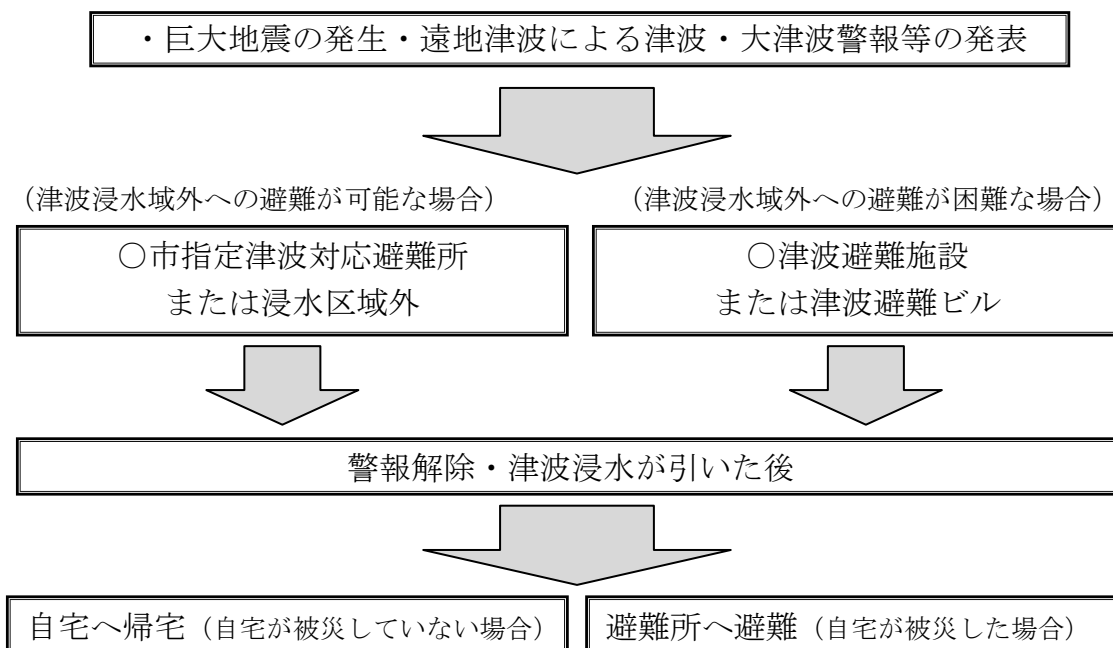 ・巨大地震の発生・遠地津波による津波・大津波警報等の発表
（津波浸水域外への避難が可能な場合）
（津波浸水域外への避難が困難な場合）
○市指定津波対応避難所
または浸水区域外
○津波避難施設
または津波避難ビル
警報解除・津波浸水が引いた後
自宅へ帰宅（自宅が被災していない場合）
避難所へ避難（自宅が被災した場合）